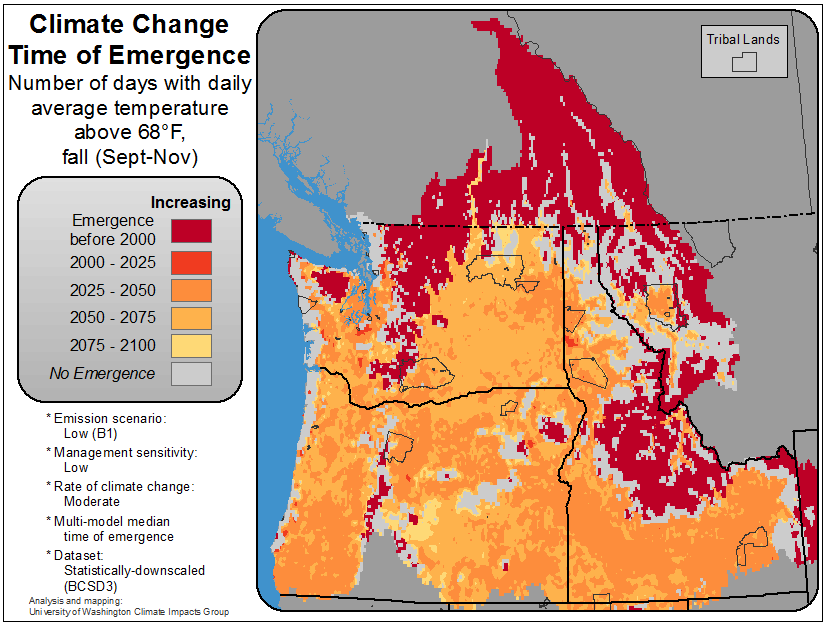 Climate Change
Time of Emergence
Number of days with daily
average temperature
above 68°F,
fall (Sept-Nov)
Increasing
Emergence
before 2000
2000 - 2025
2025 - 2050
2050 - 2075
2075 - 2100
No Emergence
* Emission scenario:
Low (B1)
* Management sensitivity:
Low
* Rate of climate change:
Moderate
* Multi-model median
time of emergence
* Dataset:
Statistically-downscaled
(BCSD3)
Analysis and mapping:
University of Washington Climate Impacts Group
Tribal Lands